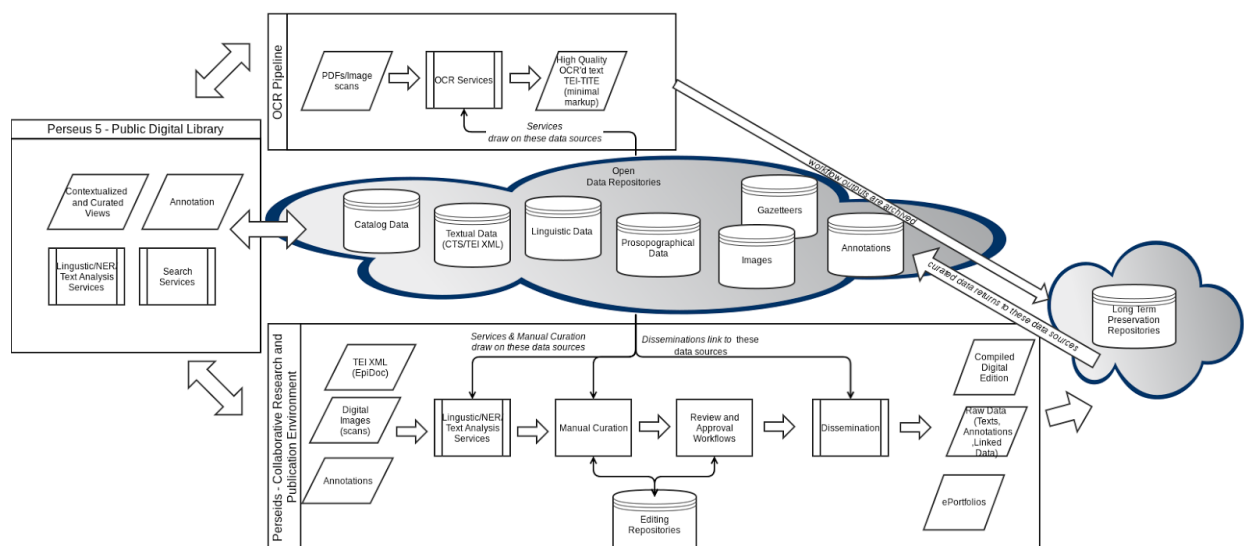 OCR Pipeline
PDFs/Image
scans
OCR Services
High Quality
OCR'd text
TEI-TITE
(minimal
markup)
Services
draw on these data sources
Perseus 5 - Public Digital Library
Contextualized
and Curated
Views
Annotation
Lingustic/NER/
Text Analysis
Services
Search
Services
Open
Data Repositories
Catalog Data
Textual Data
(CTS/TEI XML)
Linguistic Data
Prosopographical
Data
Gazetteers
Images
Annotations
workflow outputs are archived
curated data returns to these data sources
Long Term
Preservation
Repositories
Perseids - Collaborative Research and
Publication Environment
Services & Manual Curation
draw on these data sources
Disseminations link to these
data sources
TEI XML
(EpiDoc)
Digital
Images
(scans)
Annotations
Lingustic/NER/
Text Analysis
Services
Manual Curation
Review and
Approval
Workflows
Dissemination
Editing
Repositories
Compiled
Digital
Edition
Raw Data
(Texts,
Annotations
,Linked
Data)
ePortfolios